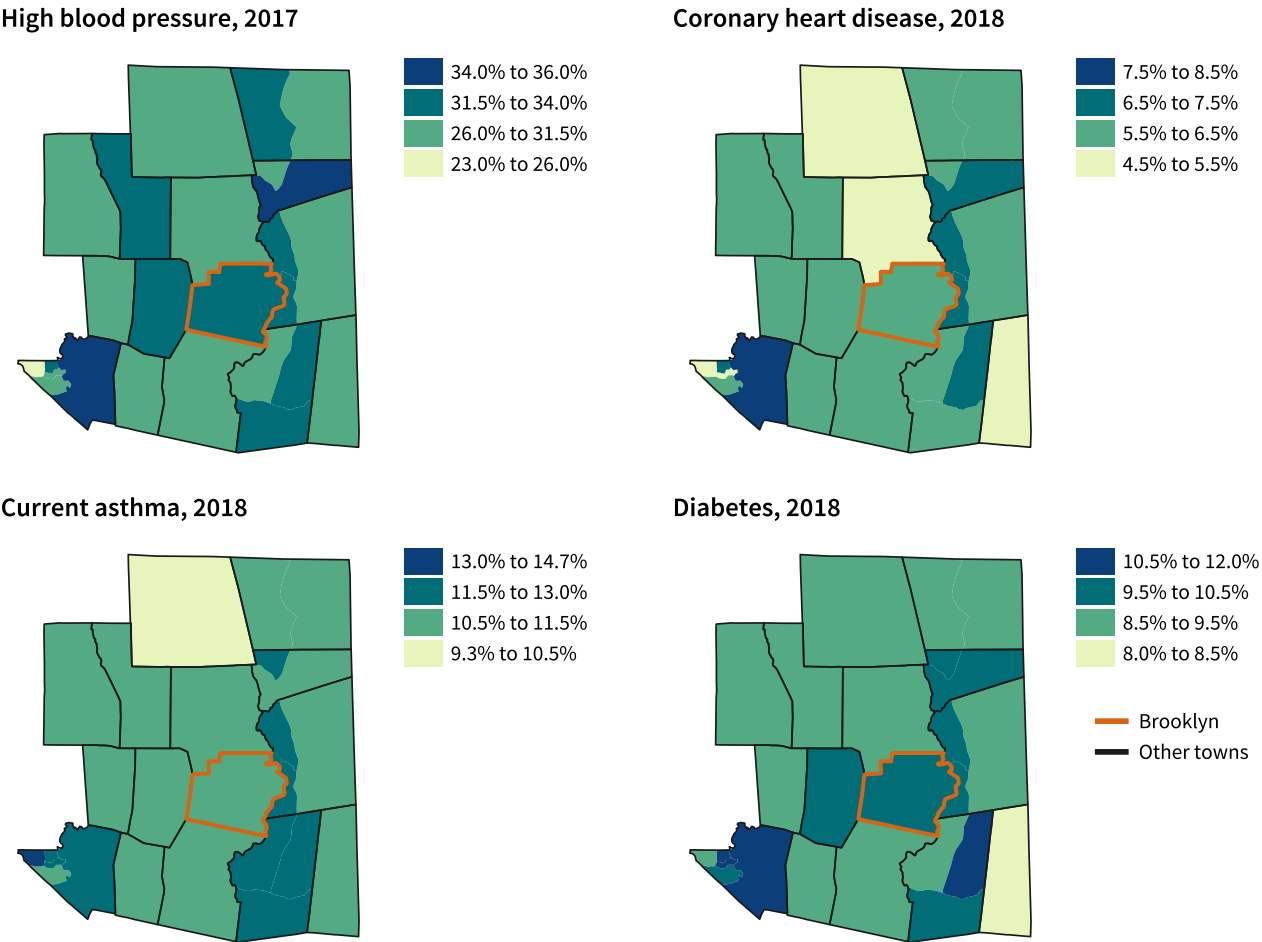 High blood pressure, 2017
34.0% to 36.0%
31.5% to 34.0%
26.0% to 31.5%
23.0% to 26.0%
Coronary heart disease, 2018
7.5% to 8.5%
6.5% to 7.5%
5.5% to 6.5%
4.5% to 5.5%
Current asthma, 2018
13.0% to 14.7%
11.5% to 13.0%
10.5% to 11.5%
9.3% to 10.5%
Diabetes, 2018
10.5% to 12.0%
9.5% to 10.5%
8.5% to 9.5%
8.0% to 8.5%
Brooklyn
Other towns